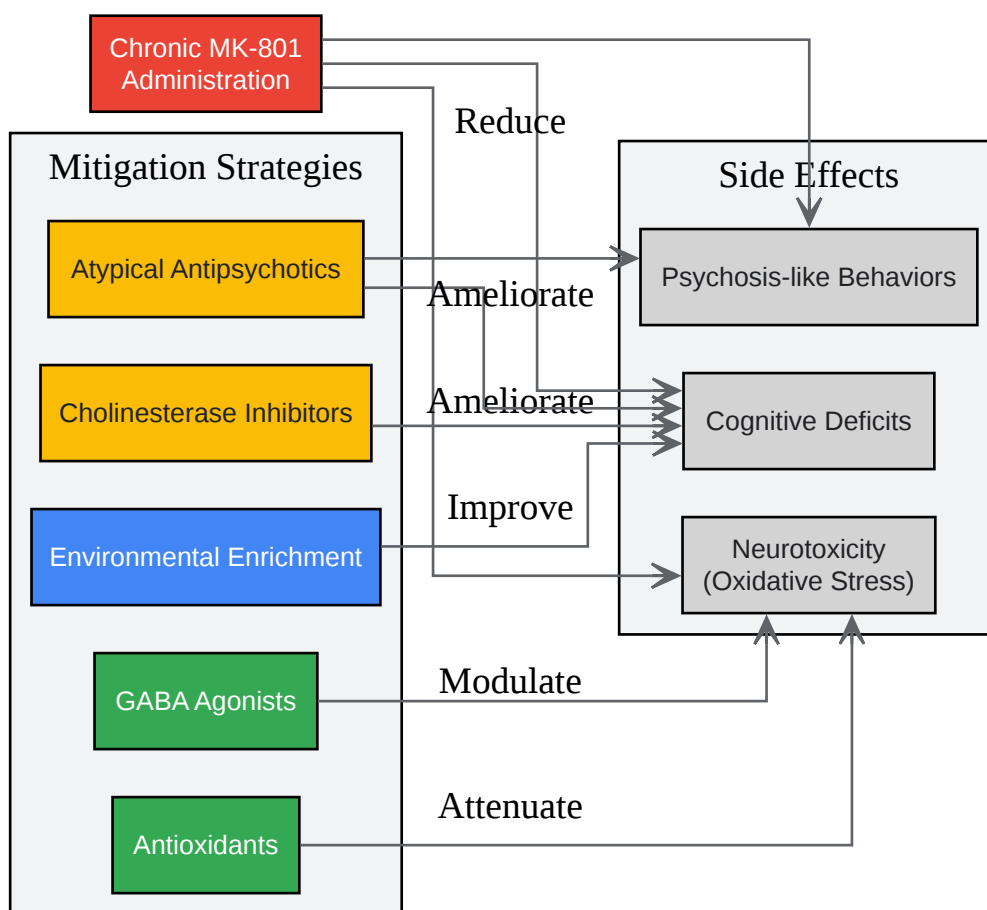 Chronic MK-801
Administration
Reduce
Mitigation Strategies
Side Effects
Atypical Antipsychotics
Psychosis-like Behaviors
Ameliorate
Cholinesterase Inhibitors
Ameliorate
Cognitive Deficits
Improve
Environmental Enrichment
Neurotoxicity
(Oxidative Stress)
GABA Agonists
Modulate
Attenuate
Antioxidants